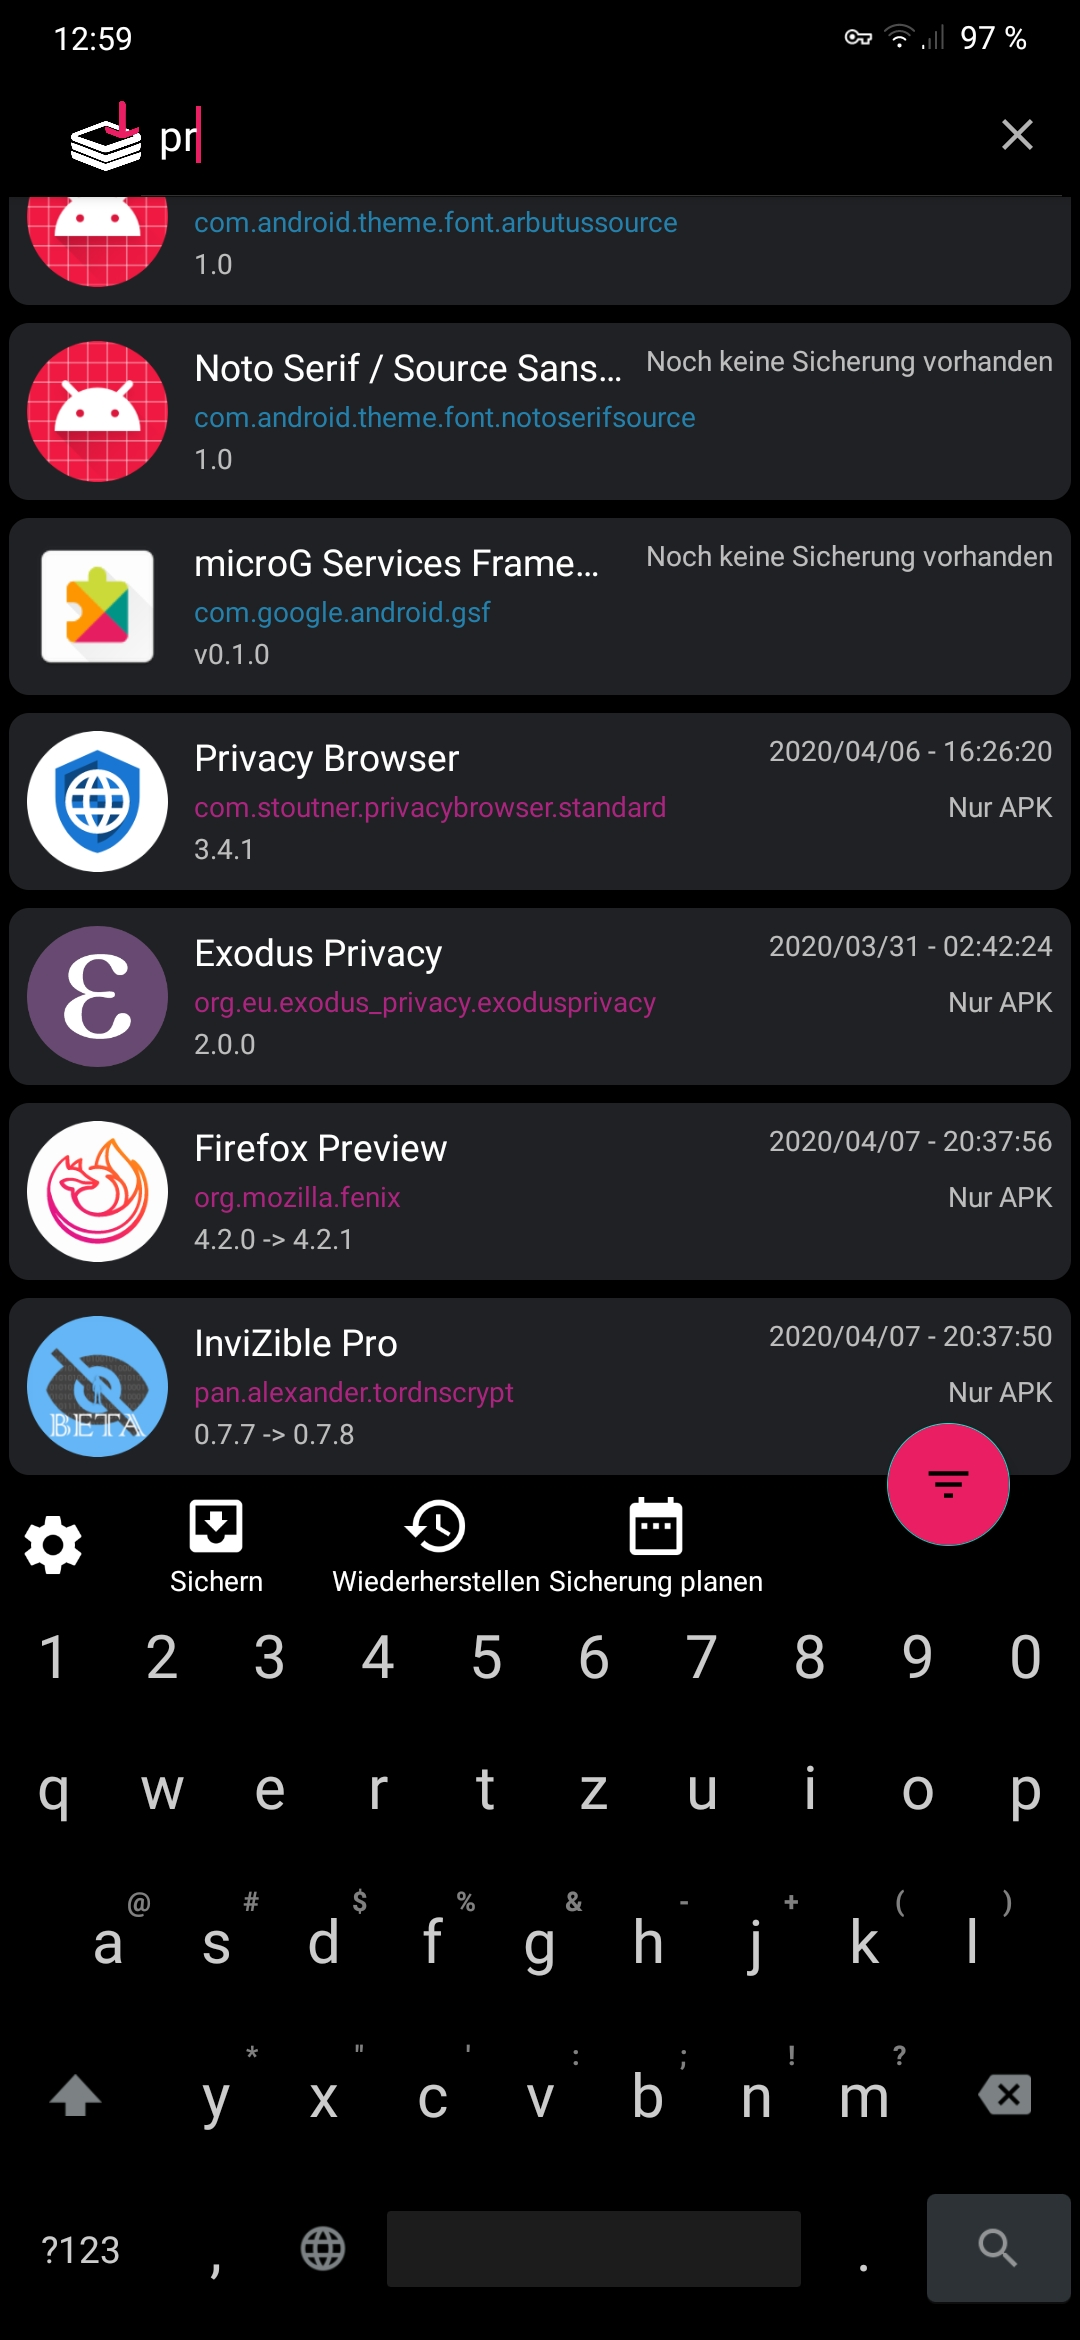 12:59
97 %
pr
com.android.theme.font.arbutussource
1.0
Noto Serif / Source Sans...
Noch keine Sicherung vorhanden
com.android.theme.font.notoserifsource
1.0
microG Services Frame...
Noch keine Sicherung vorhanden
com.google.android.gsf
v0.1.0
Privacy Browser
2020/04/06 - 16:26:20
com.stoutner.privacybrowser.standard
Nur APK
3.4.1
Exodus Privacy
2020/03/31 - 02:42:24
org.eu.exodus_privacy.exodusprivacy
Nur APK
2.0.0
Firefox Preview
2020/04/07 - 20:37:56
org.mozilla.fenix
Nur APK
4.2.0 -> 4.2.1
BETA
InviZible Pro
2020/04/07 - 20:37:50
pan.alexander.tordnscrypt
Nur APK
0.7.7 -> 0.7.8
Sichern
Wiederherstellen
Sicherung planen
1 2 3 4 5 6 7 8 9 0
q w e r t z u i o p
@ # $ % & - + ( )
a s d f g h j k l
* " ' : ; ! ?
y x c v b n m
?123 , .